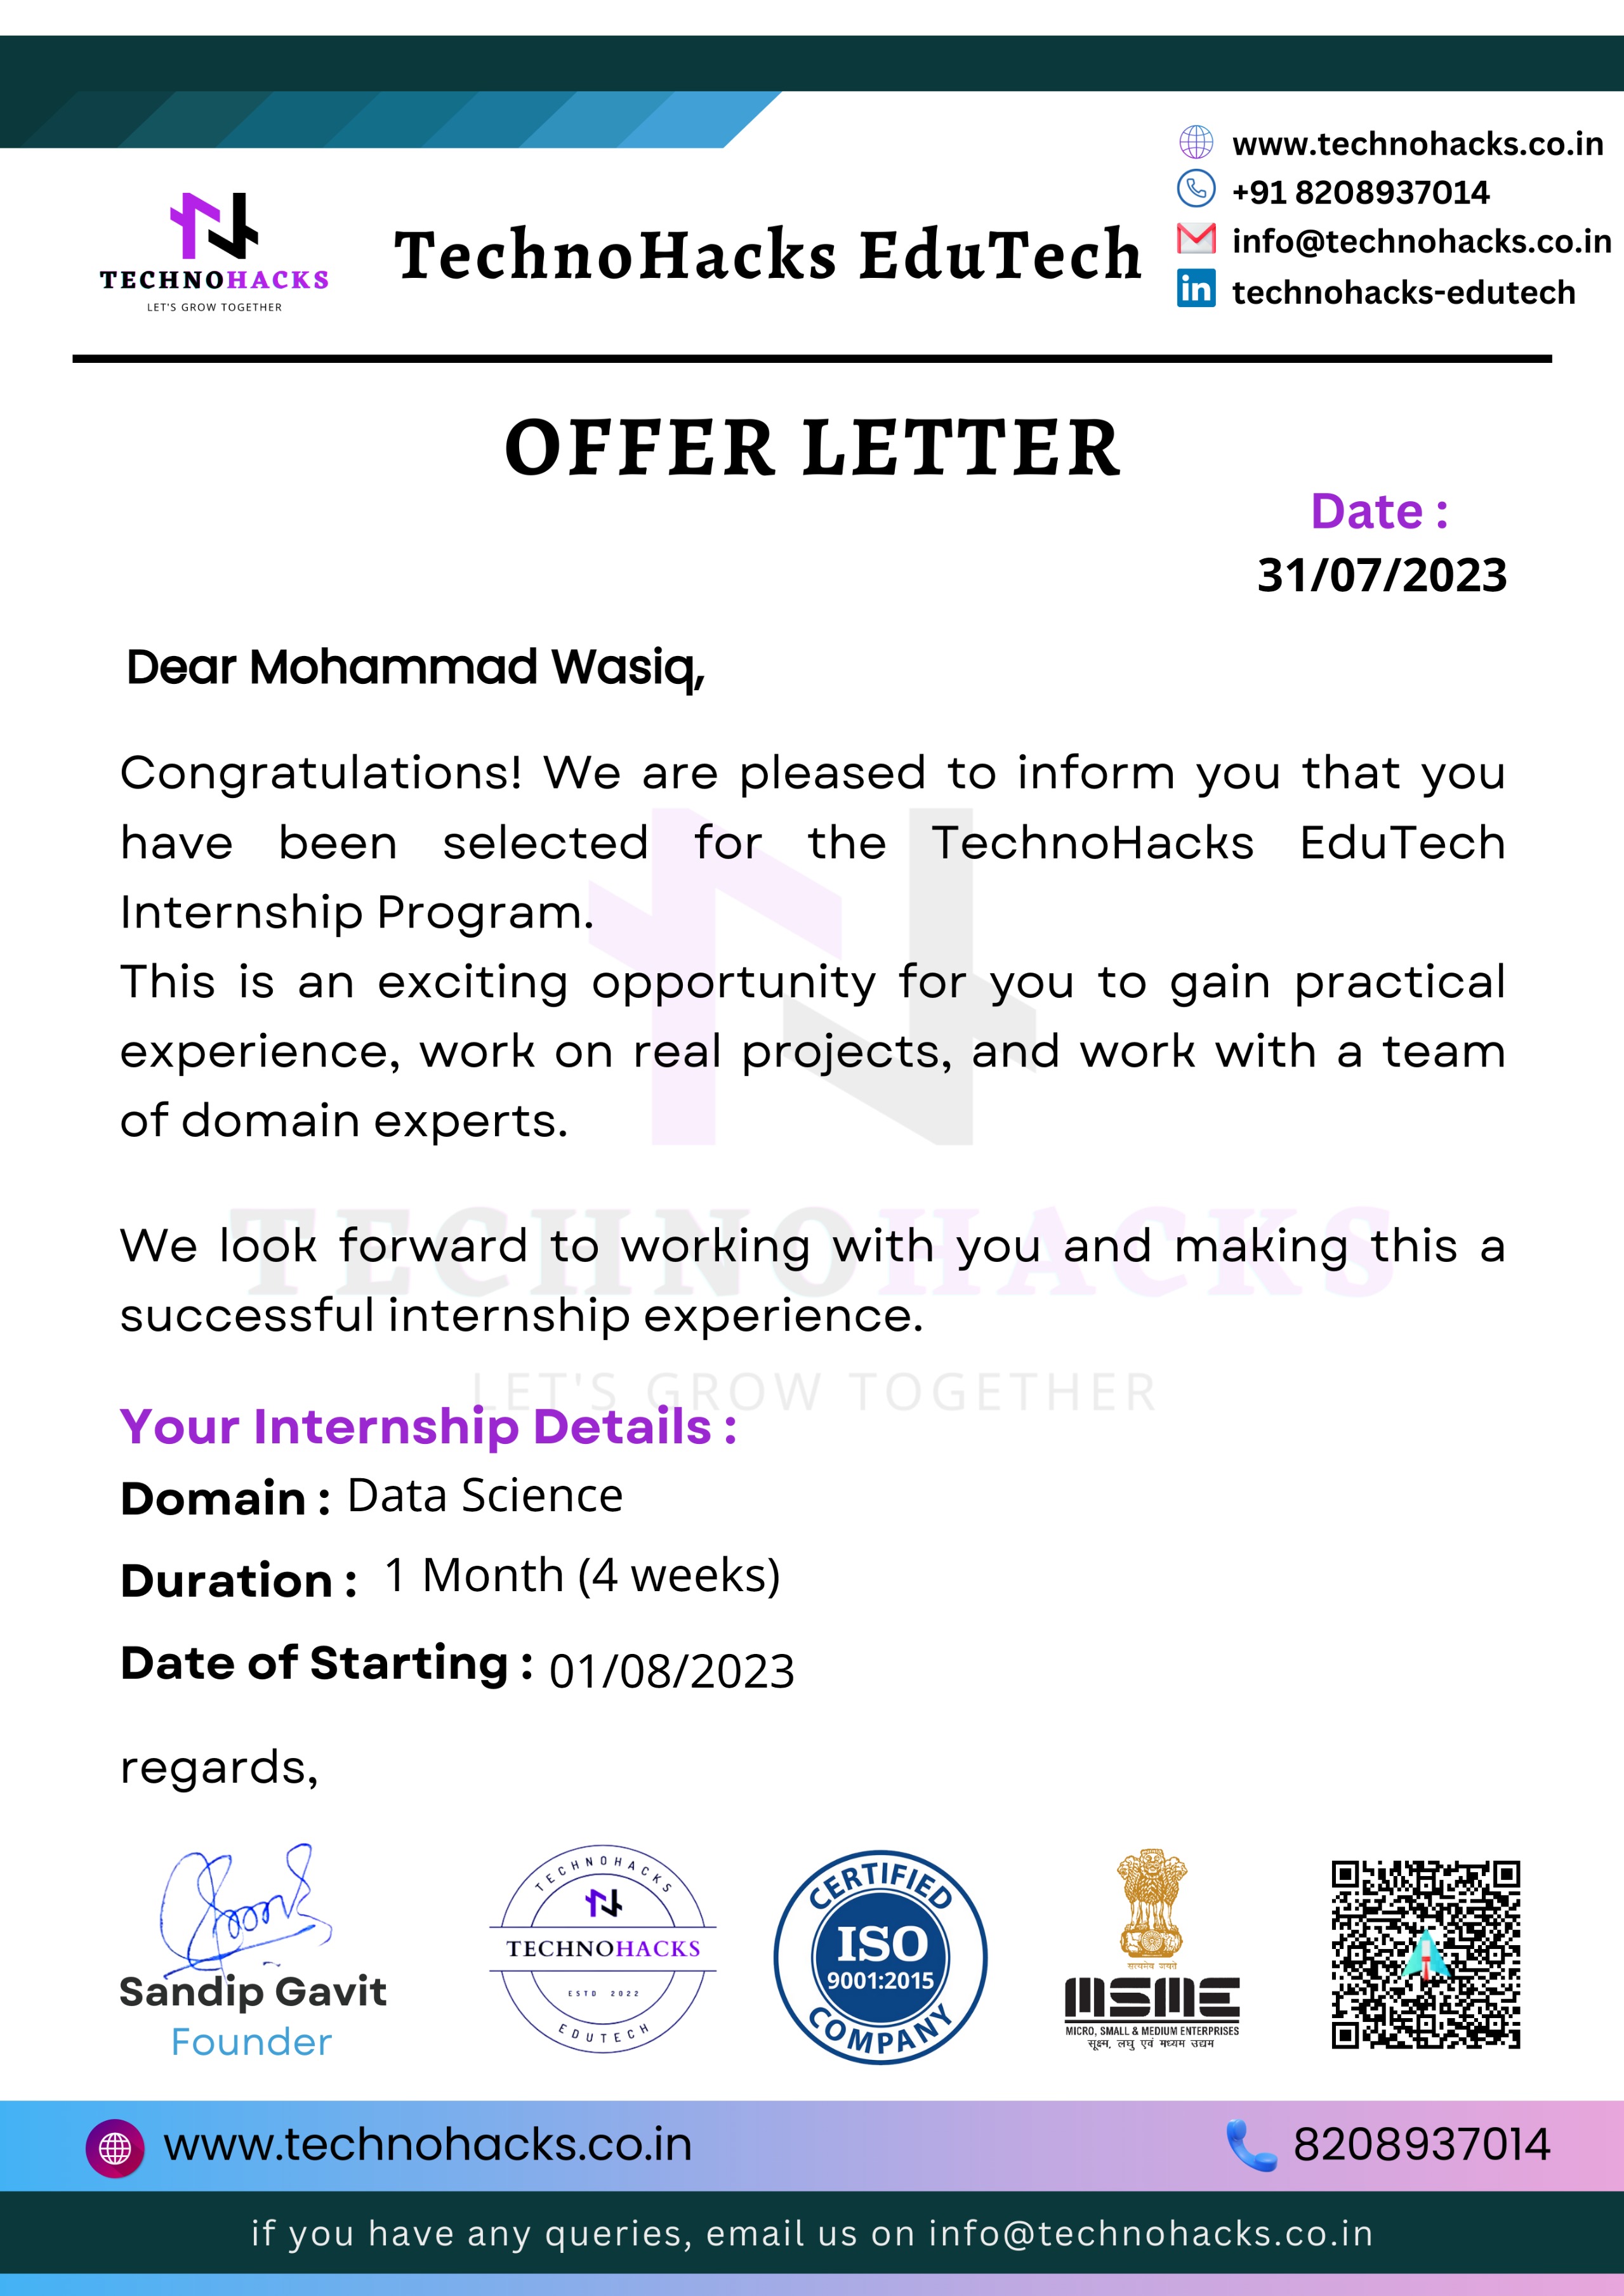 www.technohacks.co.in
+91 8208937014
info@technohacks.co.in
technohacks-edutech
TECHNOHACKS
LET'S GROW TOGETHER
TechnoHacks EduTech
OFFER LETTER
Date :
31/07/2023
Dear Mohammad Wasiq,
Congratulations! We are pleased to inform you that you
have been selected for the TechnoHacks EduTech
Internship Program.
This is an exciting opportunity for you to gain practical
experience, work on real projects, and work with a team
of domain experts.
TECHNOHACKS
We look forward to working with you and making this a
successful internship experience.
LET'S GROW TOGETHER
Your Internship Details :
Domain : Data Science
Duration : 1 Month (4 weeks)
Date of Starting : 01/08/2023
regards,
Sandip Gavit
Founder
TECHNOHACKS
TECHNOHACKS
ESTD 2022
EDUTECH
CERTIFIED
ISO
9001:2015
COMPANY
सत्यमेव जयते
MSME
MICRO, SMALL & MEDIUM ENTERPRISES
सूक्ष्म, लघु एवं मध्यम उद्यम
www.technohacks.co.in
8208937014
if you have any queries, email us on info@technohacks.co.in